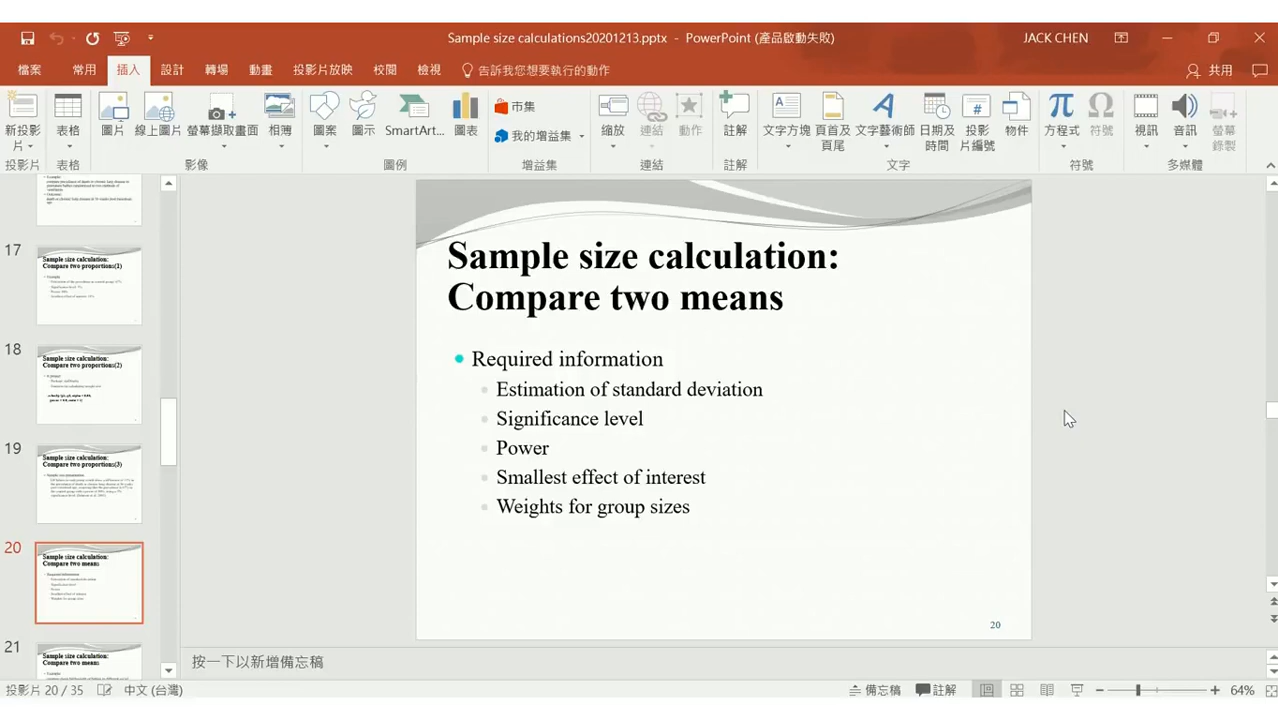 Sample size calculations20201213.pptx - PowerPoint (產品啟動失敗)
JACK CHEN
檔案 常用 插入 設計 轉場 動畫 投影片放映 校閱 檢視 告訴我您想要執行的動作 共用
新投影片 表格 圖片 線上圖片 螢幕擷取畫面 相簿 圖案 圖示 SmartArt... 圖表 市集 我的增益集 縮放 連結 動作 註解 文字方塊 頁首及頁尾 文字藝術師 日期及時間 投影片編號 物件 方程式 符號 視訊 音訊 螢幕錄製
投影片 表格 影像 圖例 增益集 連結 註解 文字 符號 多媒體
17
Sample size calculation:
Compare two proportions(1)
18
Sample size calculation:
Compare two proportions(2)
19
Sample size calculation:
Compare two proportions(3)
20
Sample size calculation:
Compare two means
21
Sample size calculation:
Compare two means
Sample size calculation:
Compare two means
Required information
Estimation of standard deviation
Significance level
Power
Smallest effect of interest
Weights for group sizes
20
按一下以新增備忘稿
投影片 20 / 35 中文 (台灣) 備忘稿 註解 64%